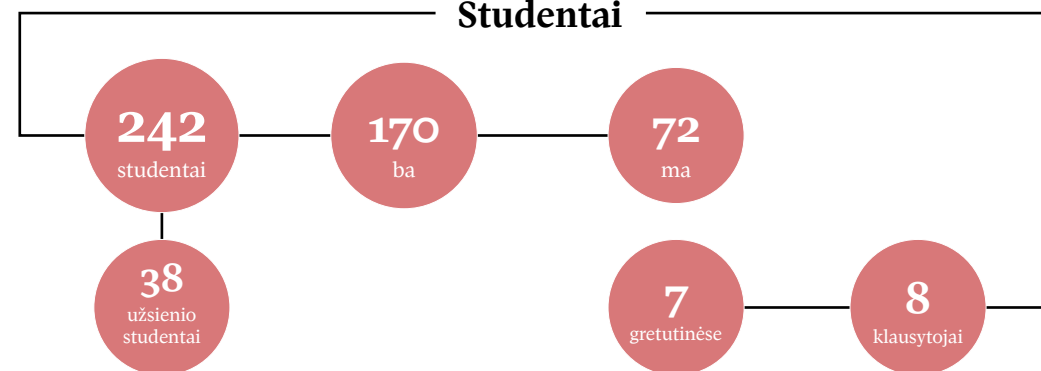 Studentai
242
studentai
170
ba
72
ma
38
užsienio
studentai
7
gretutinėse
8
klausytojai